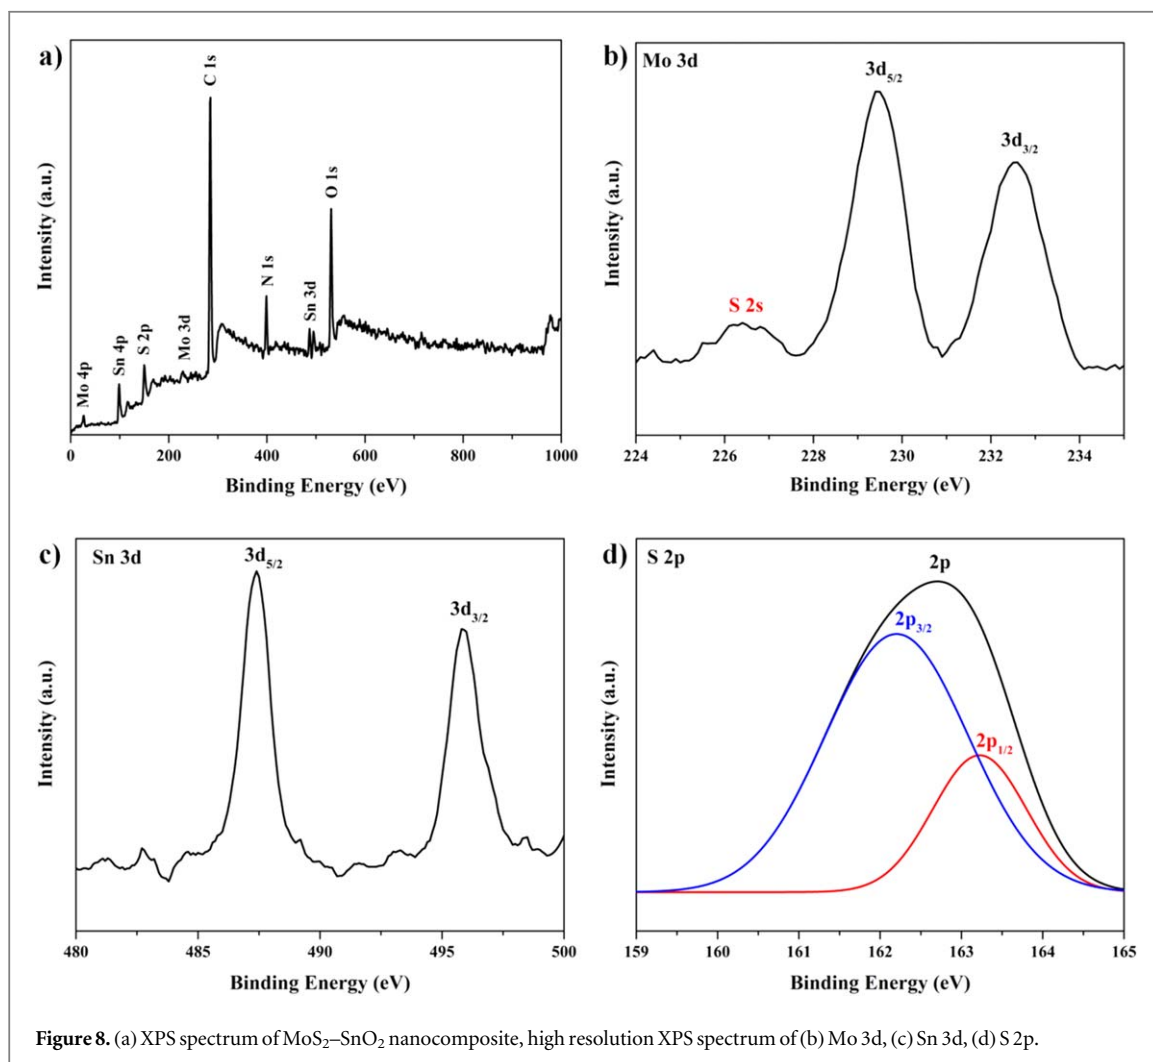 a)
C 1s
O 1s
N 1s
Sn 3d
Mo 3d
S 2p
Sn 4p
Mo 4p
Intensity (a.u.)
0 200 400 600 800 1000
Binding Energy (eV)
b) Mo 3d
3d5/2
3d3/2
S 2s
Intensity (a.u.)
224 226 228 230 232 234
Binding Energy (eV)
c) Sn 3d
3d5/2
3d3/2
Intensity (a.u.)
480 485 490 495 500
Binding Energy (eV)
d) S 2p
2p
2p3/2
2p1/2
Intensity (a.u.)
159 160 161 162 163 164 165
Binding Energy (eV)
Figure 8. (a) XPS spectrum of MoS2–SnO2 nanocomposite, high resolution XPS spectrum of (b) Mo 3d, (c) Sn 3d, (d) S 2p.